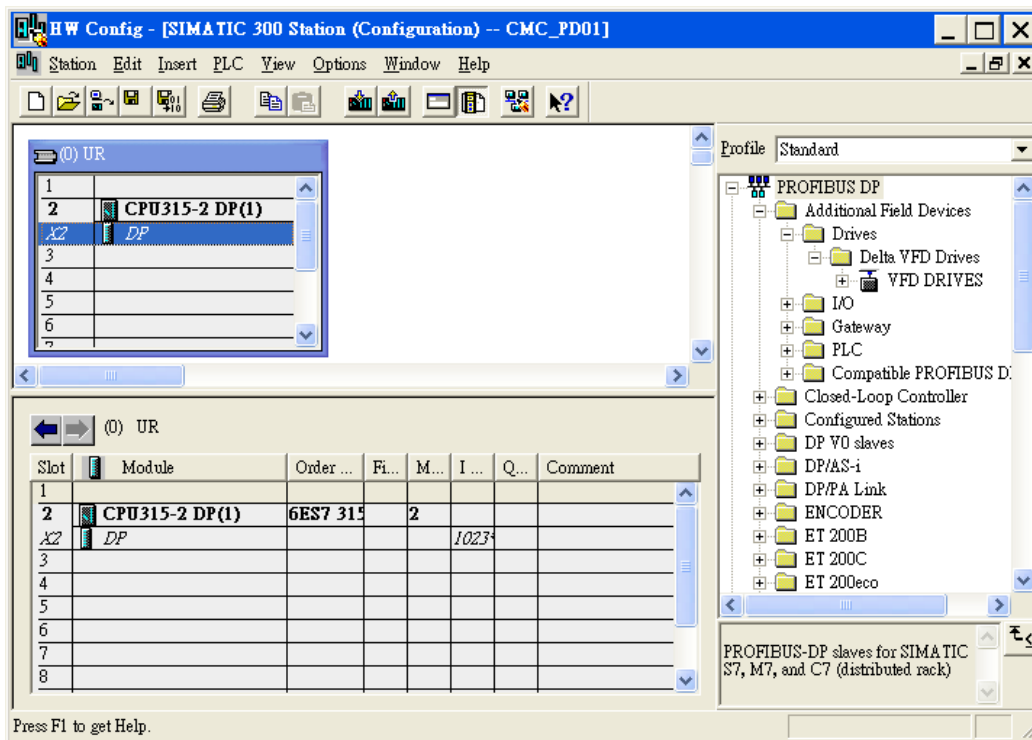 HW Config - [SIMATIC 300 Station (Configuration) -- CMC_PD01]
Station Edit Insert PLC View Options Window Help
(0) UR
1
2 CPU315-2 DP(1)
X2 DP
3
4
5
6
7
Profile Standard
PROFIBUS DP
Additional Field Devices
Drives
Delta VFD Drives
VFD DRIVES
I/O
Gateway
PLC
Compatible PROFIBUS D
Closed-Loop Controller
Configured Stations
DP V0 slaves
DP/AS-i
DP/PA Link
ENCODER
ET 200B
ET 200C
ET 200eco
PROFIBUS-DP slaves for SIMATIC
S7, M7, and C7 (distributed rack)
(0) UR
Slot Module Order ... Fi... M... I ... Q... Comment
1
2 CPU315-2 DP(1) 6ES7 315 2
X2 DP 1023*
3
4
5
6
7
8
Press F1 to get Help.